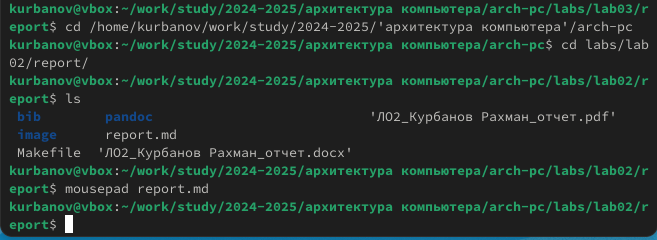 kurbanov@vbox:~/work/study/2024-2025/архитектура компьютера/arch-pc/labs/lab03/r
eport$ cd /home/kurbanov/work/study/2024-2025/'архитектура компьютера'/arch-pc
kurbanov@vbox:~/work/study/2024-2025/архитектура компьютера/arch-pc$ cd labs/lab
02/report/
kurbanov@vbox:~/work/study/2024-2025/архитектура компьютера/arch-pc/labs/lab02/r
eport$ ls
bib pandoc 'Л02_Курбанов Рахман_отчет.pdf'
image report.md
Makefile 'Л02_Курбанов Рахман_отчет.docx'
kurbanov@vbox:~/work/study/2024-2025/архитектура компьютера/arch-pc/labs/lab02/r
eport$ mousepad report.md
kurbanov@vbox:~/work/study/2024-2025/архитектура компьютера/arch-pc/labs/lab02/r
eport$